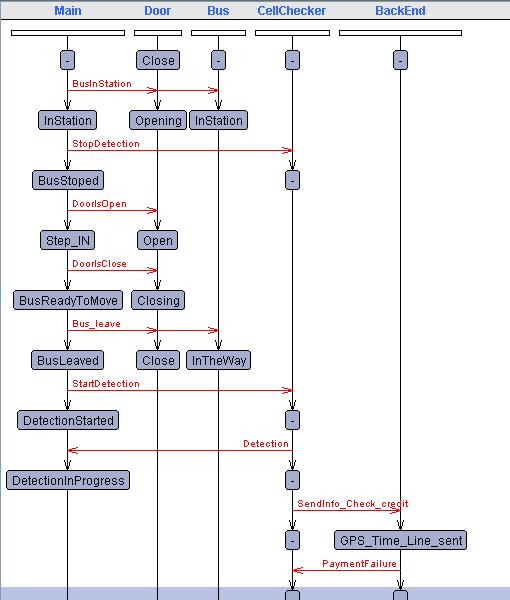 Main Door Bus CellChecker BackEnd
- Close - - -
BusInStation
InStation Opening InStation
StopDetection
BusStoped -
DoorIsOpen
Step_IN Open
DoorIsClose
BusReadyToMove Closing
Bus_leave
BusLeaved Close InTheWay
StartDetection
DetectionStarted -
Detection
DetectionInProgress -
SendInfo_Check_credit
- GPS_Time_Line_sent
PaymentFailure
- -